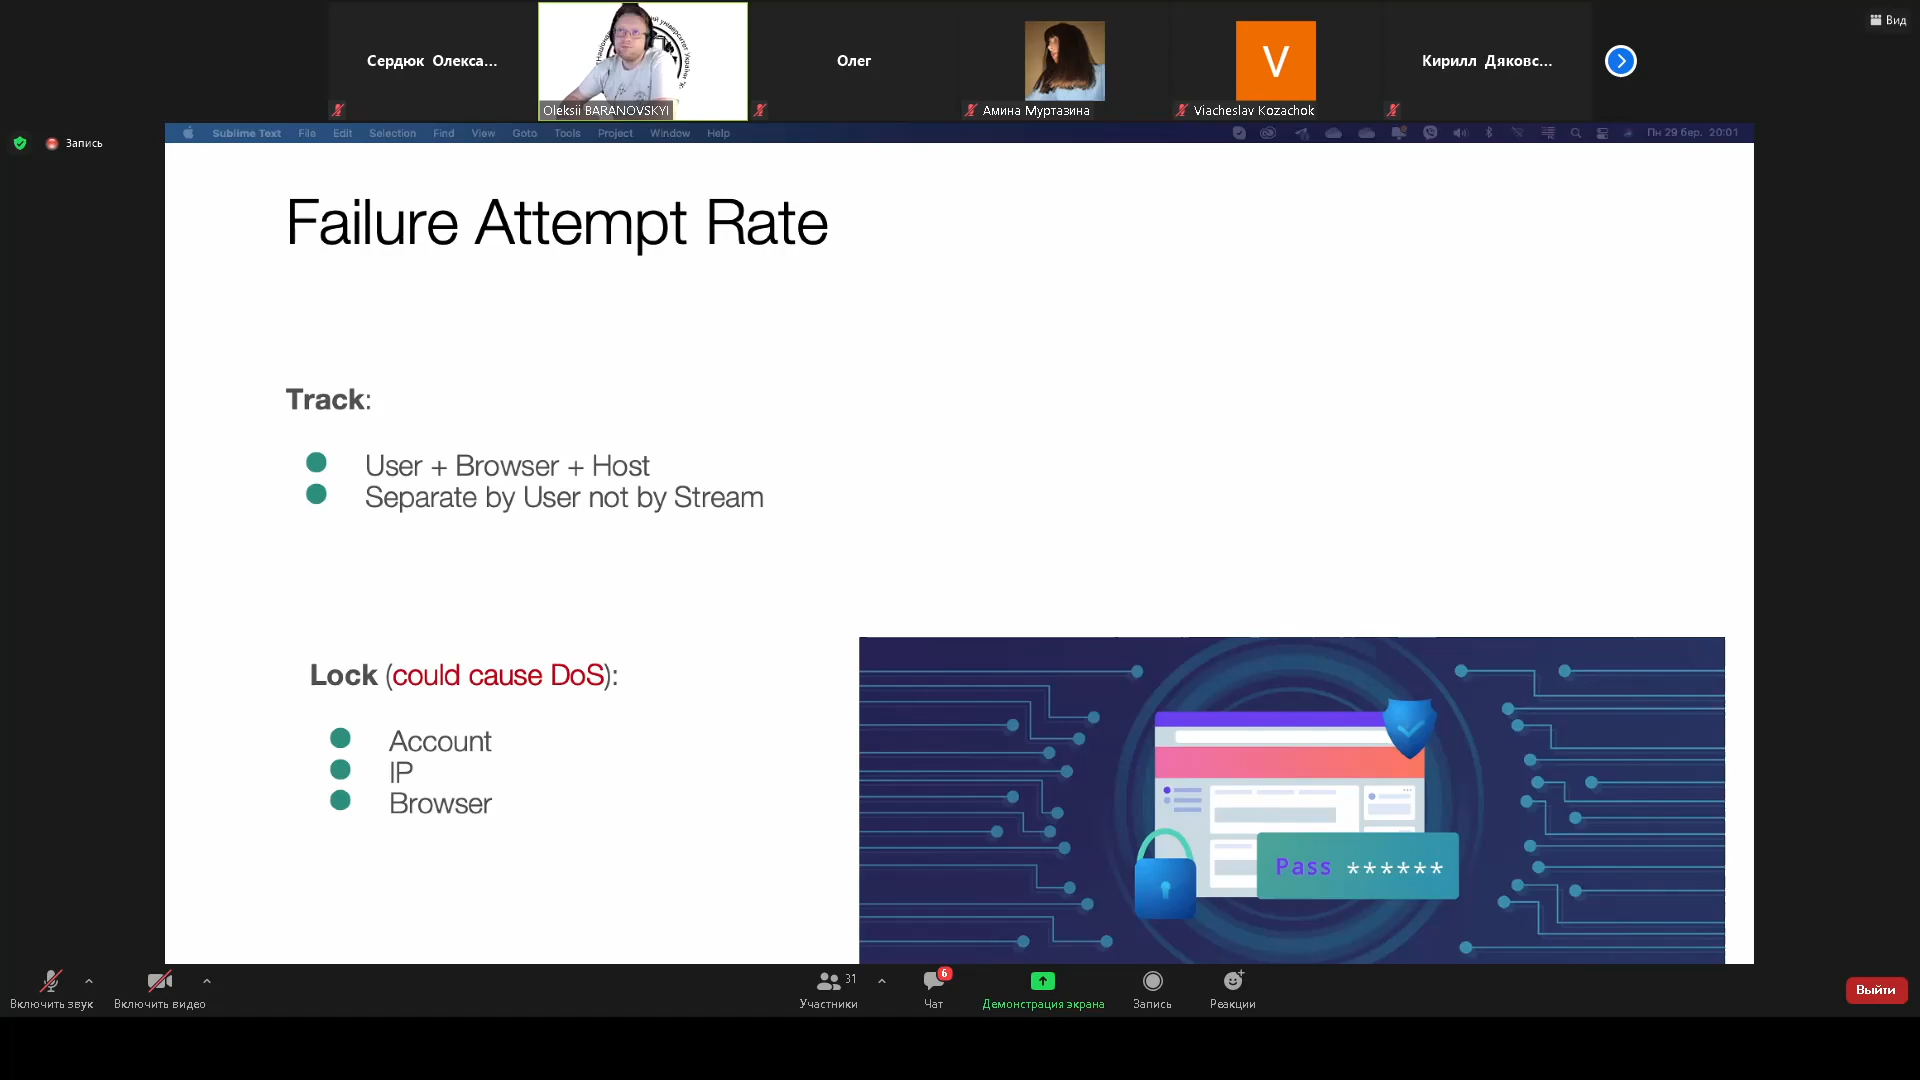 Вид
Сердюк Олекса...
Олег
V
Кирилл Дяковс...
Oleksii BARANOVSKYI
Амина Муртазина
Viacheslav Kozachok
Запись
Sublime Text File Edit Selection Find View Goto Tools Project Window Help
Пн 29 бер. 20:01
Failure Attempt Rate
Track:
User + Browser + Host
Separate by User not by Stream
Lock (could cause DoS):
Account
IP
Browser
Pass ******
31
6
Включить звук
Включить видео
Участники
Чат
Демонстрация экрана
Запись
Реакции
Выйти